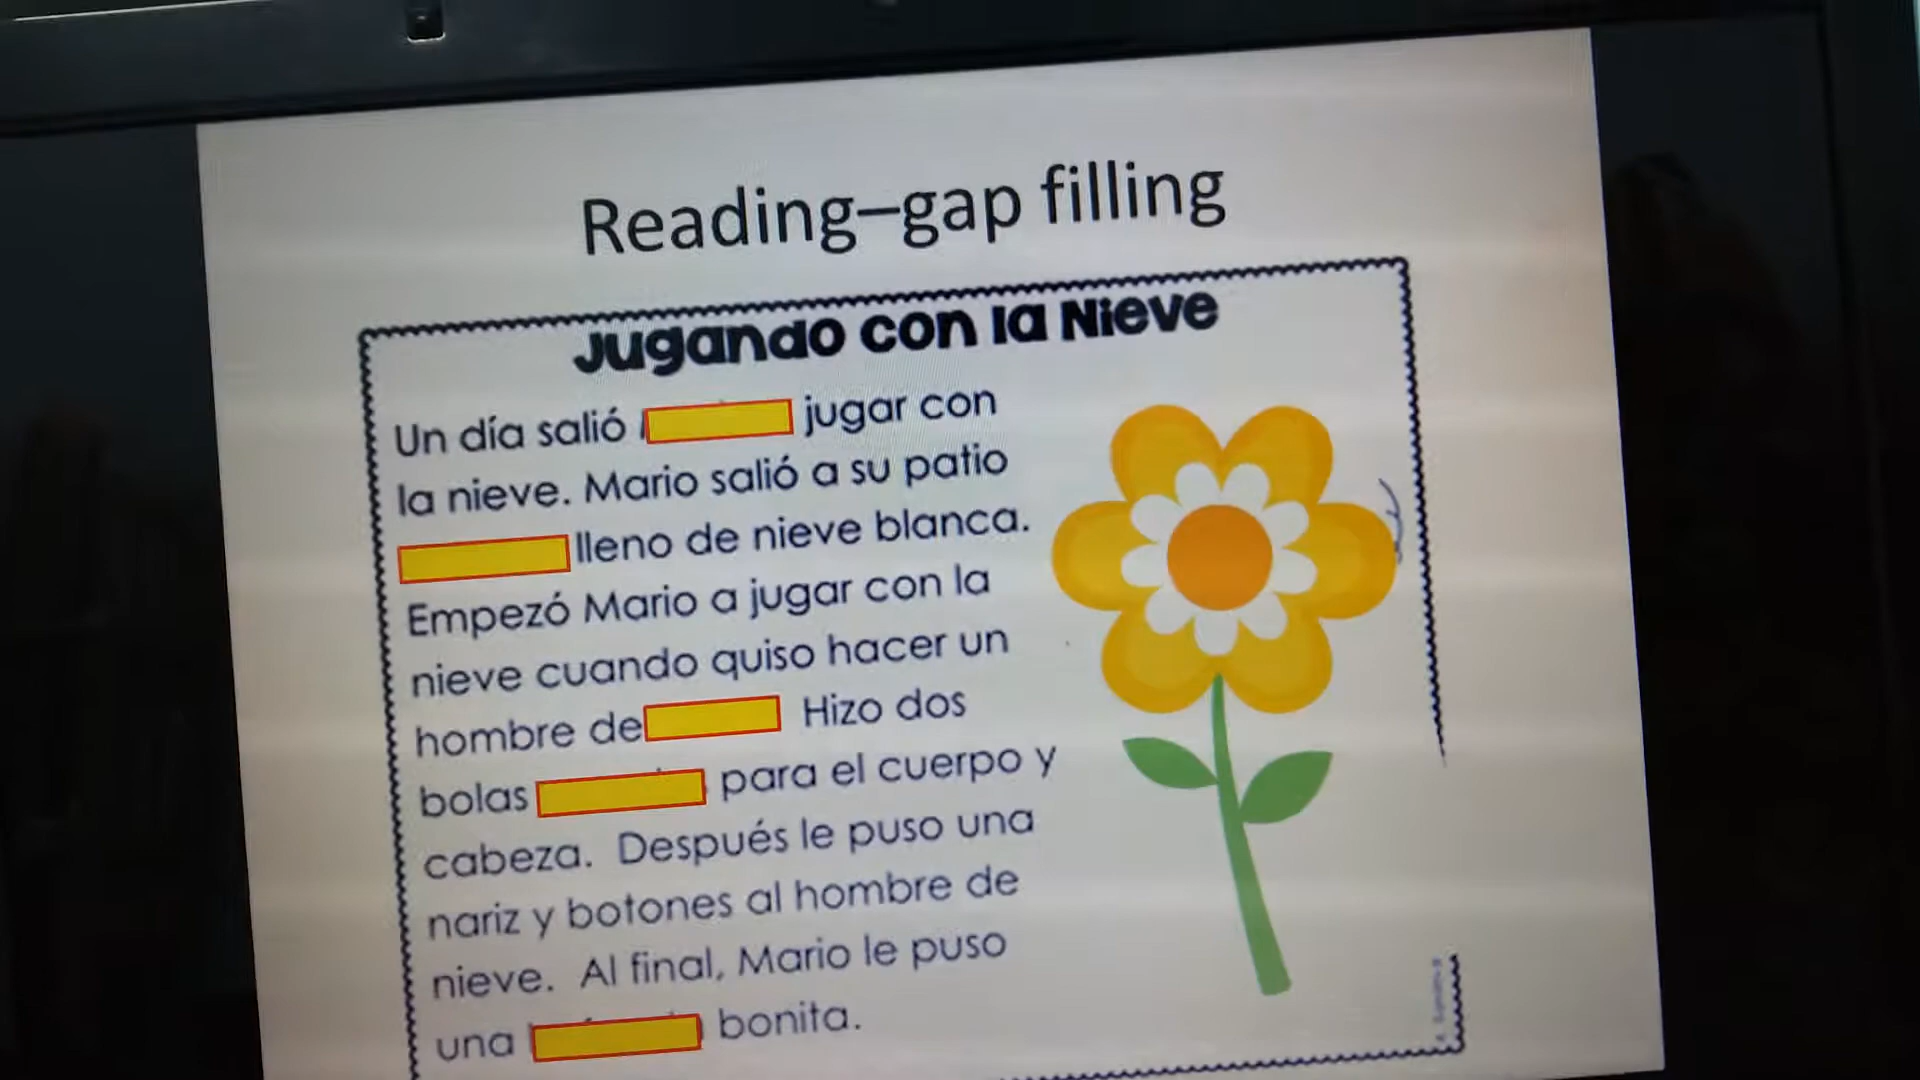 Reading–gap filling
Jugando con la Nieve
Un día salió jugar con
la nieve. Mario salió a su patio
lleno de nieve blanca.
Empezó Mario a jugar con la
nieve cuando quiso hacer un
hombre de Hizo dos
bolas para el cuerpo y
cabeza. Después le puso una
nariz y botones al hombre de
nieve. Al final, Mario le puso
una bonita.